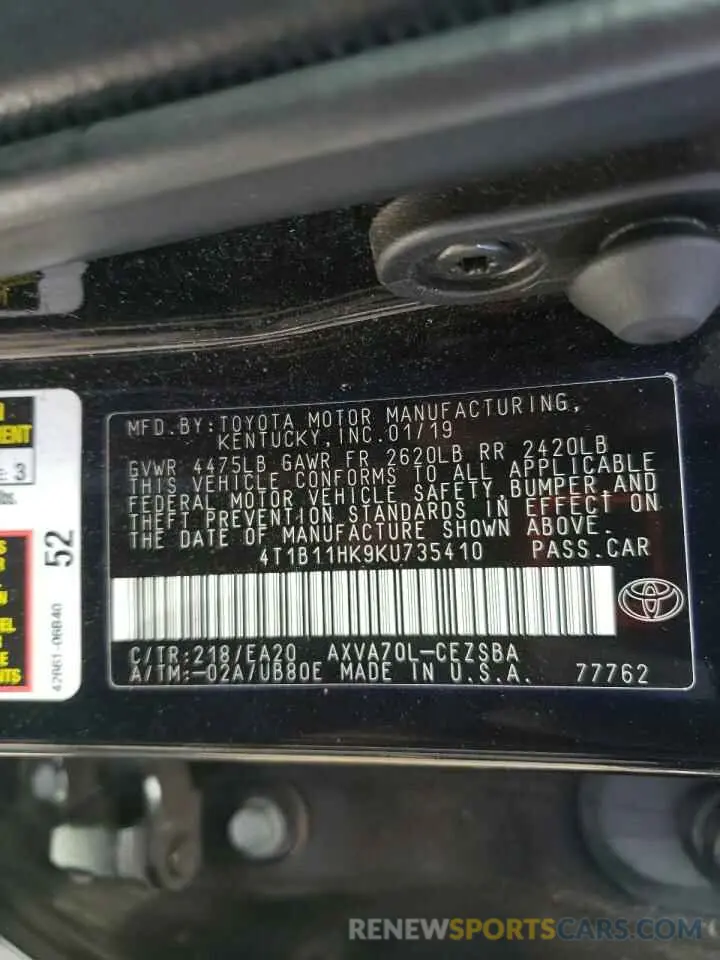 MFD.BY:TOYOTA MOTOR MANUFACTURING,
KENTUCKY,INC.01/19
GVWR 4475LB GAWR FR 2620LB RR 2420LB
THIS VEHICLE CONFORMS TO ALL APPLICABLE
FEDERAL MOTOR VEHICLE SAFETY,BUMPER,AND
THEFT PREVENTION STANDARDS IN EFFECT ON
THE DATE OF MANUFACTURE SHOWN ABOVE.
4T1B11HK9KU735410 PASS.CAR
C/TR:218/EA20 AXVA70L-CEZSBA
A/TM:-02A/UB80E MADE IN U.S.A. 77762
3
52
42661-06840
RENEWSPORTSCARS.COM